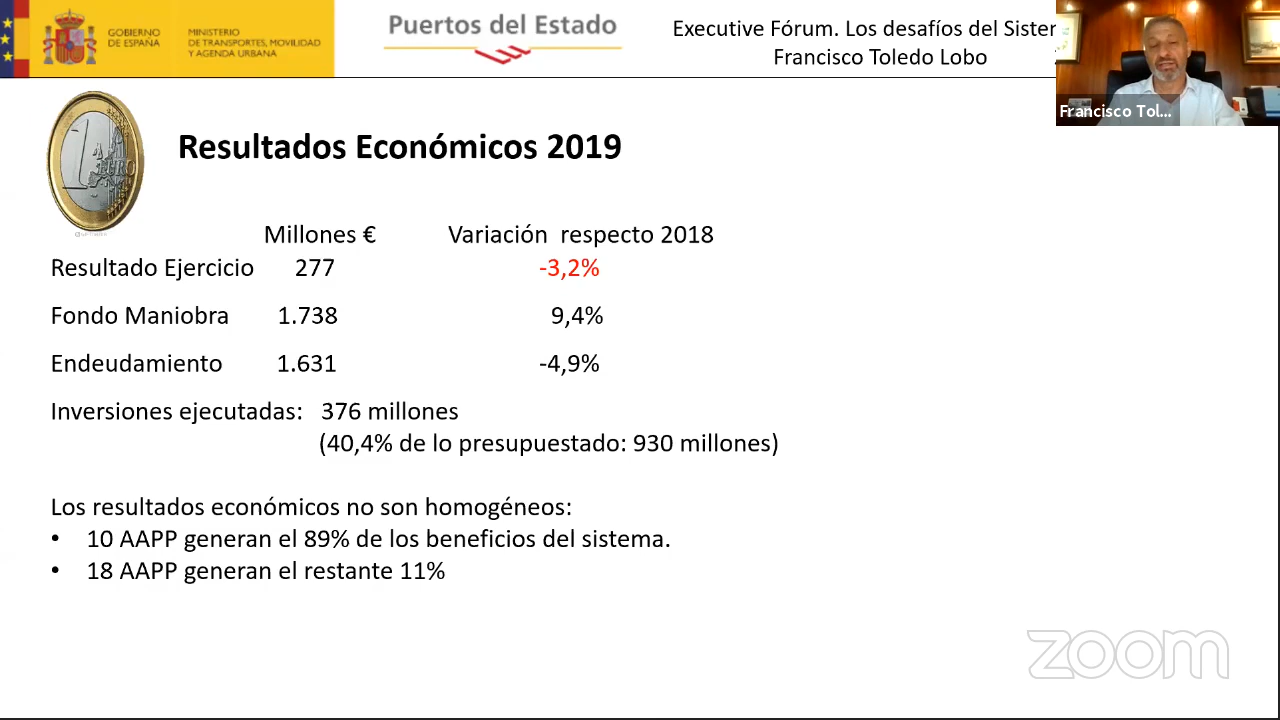 GOBIERNO
DE ESPAÑA
MINISTERIO
DE TRANSPORTES, MOVILIDAD
Y AGENDA URBANA
Puertos del Estado
Executive Fórum. Los desafíos del Sister
Francisco Toledo Lobo
Francisco Tol...
1 EURO
Resultados Económicos 2019
Millones € Variación respecto 2018
Resultado Ejercicio 277 -3,2%
Fondo Maniobra 1.738 9,4%
Endeudamiento 1.631 -4,9%
Inversiones ejecutadas: 376 millones
(40,4% de lo presupuestado: 930 millones)
Los resultados económicos no son homogéneos:
• 10 AAPP generan el 89% de los beneficios del sistema.
• 18 AAPP generan el restante 11%
zoom